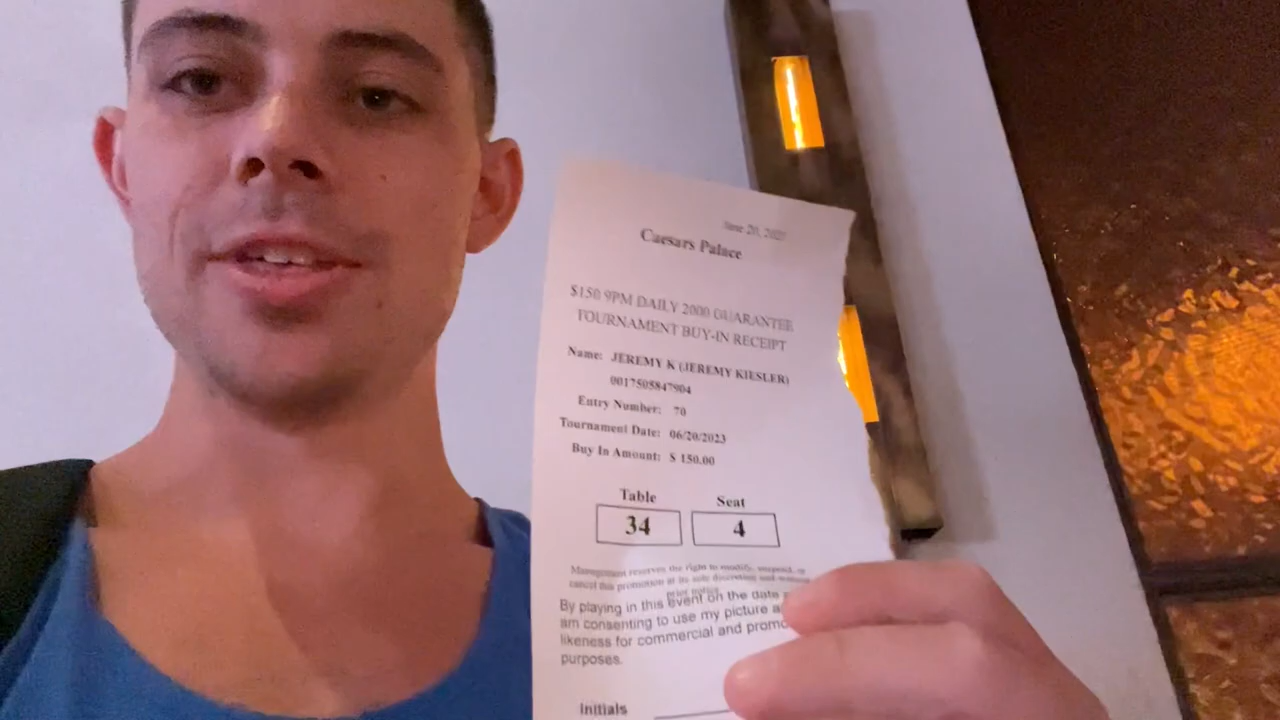 June 20, 2023
Caesars Palace
$150 9PM DAILY 2000 GUARANTEE
TOURNAMENT BUY-IN RECEIPT
Name: JEREMY K (JEREMY KIESLER)
0017505847904
Entry Number: 70
Tournament Date: 06/20/2023
Buy In Amount: $ 150.00
Table Seat
34 4
Management reserves the right to modify, suspend, or
cancel this promotion at its sole discretion and without
prior notice.
By playing in this event on the date
am consenting to use my picture
likeness for commercial and promo
purposes.
Initials